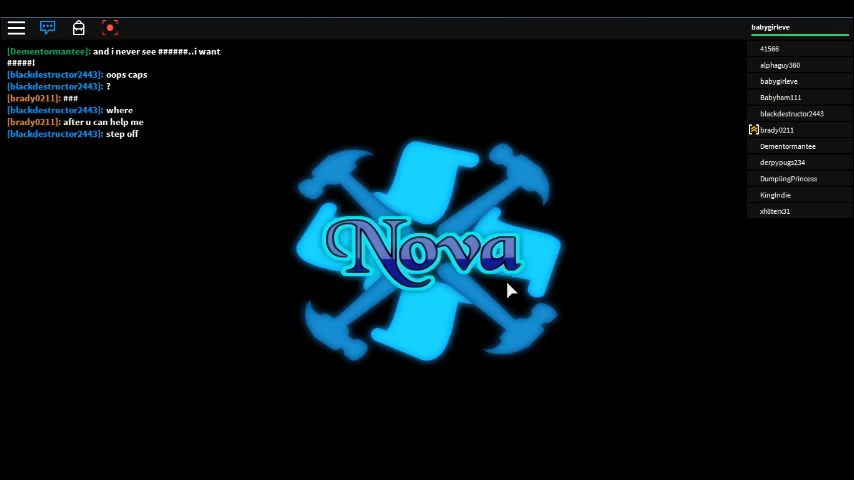 babygirleve
[Dementormantee]: and i never see ######..i want
#####!
[blackdestructor2443]: oops caps
[blackdestructor2443]: ?
[brady0211]: ###
[blackdestructor2443]: where
[brady0211]: after u can help me
[blackdestructor2443]: step off
Nova
41566
alphaguy360
babygirleve
Babyham111
blackdestructor2443
brady0211
Dementormantee
derpypugs234
DumplingPrincess
KingIndie